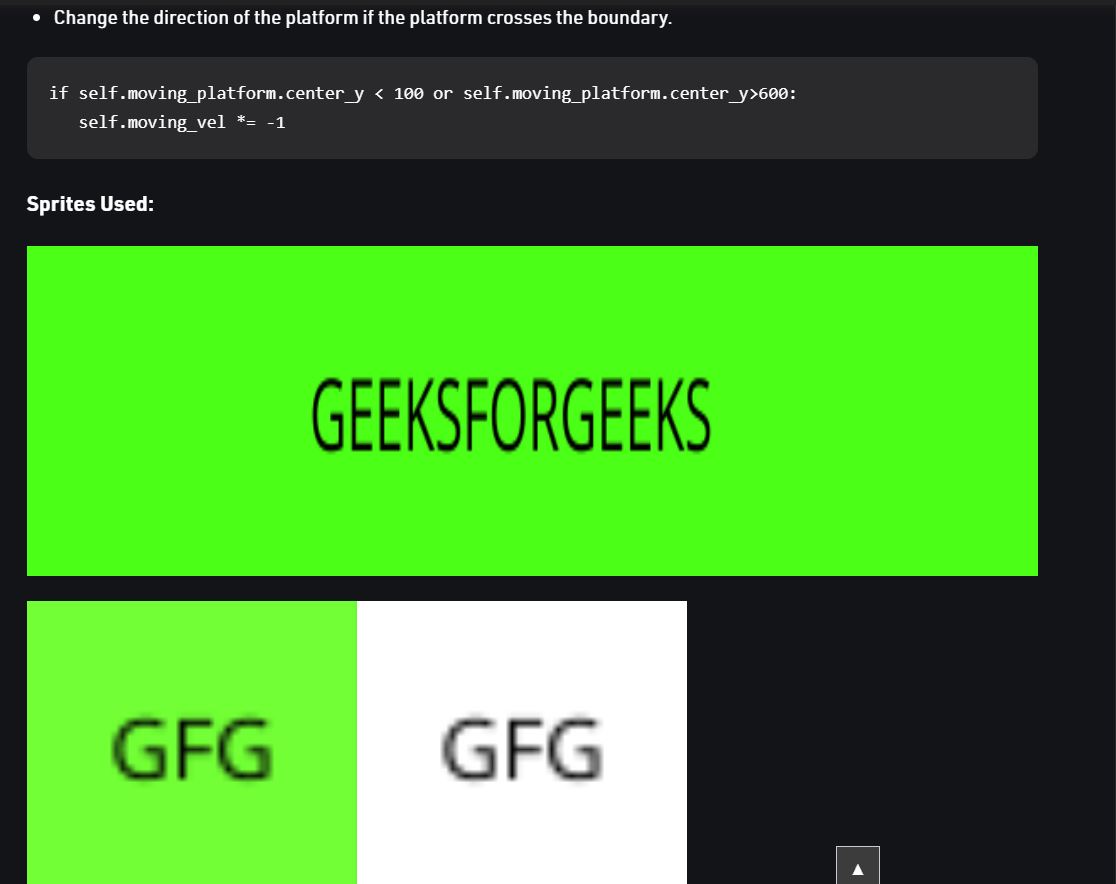 • Change the direction of the platform if the platform crosses the boundary.
if self.moving_platform.center_y < 100 or self.moving_platform.center_y>600:
   self.moving_vel *= -1
Sprites Used:
GEEKSFORGEEKS
GFG GFG